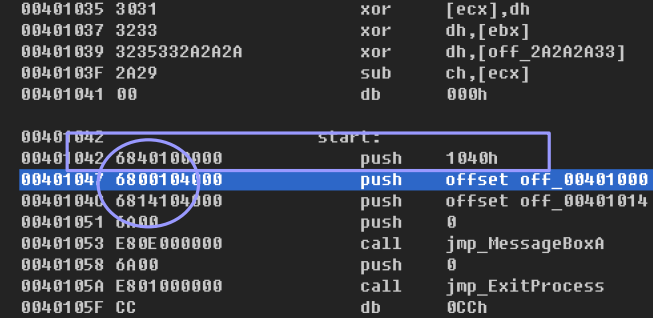 00401035 3031 xor [ecx],dh
00401037 3233 xor dh,[ebx]
00401039 3235332A2A2A xor dh,[off_2A2A2A33]
0040103F 2A29 sub ch,[ecx]
00401041 00 db 000h
00401042 start:
00401042 6840100000 push 1040h
00401047 6800104000 push offset off_00401000
0040104C 6814104000 push offset off_00401014
00401051 6A00 push 0
00401053 E80E000000 call jmp_MessageBoxA
00401058 6A00 push 0
0040105A E801000000 call jmp_ExitProcess
0040105F CC db 0CCh